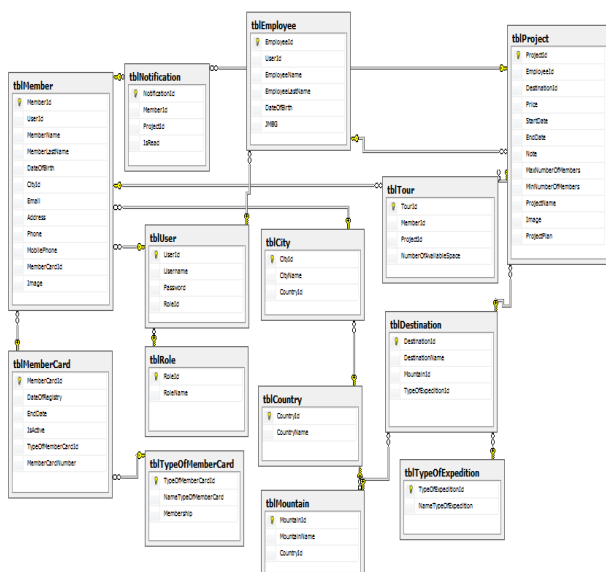 tblEmployee
EmployeeId
UserId
EmployeeName
EmployeeLastName
DateOfBirth
JMBG
tblProject
ProjectId
EmployeeId
DestinationId
Price
StartDate
EndDate
Note
MaxNumberOfMembers
MinNumberOfMembers
ProjectName
Image
ProjectPlan
tblNotification
NotificationId
MemberId
ProjectId
IsRead
tblMember
MemberId
UserId
MemberName
MemberLastName
DateOfBirth
CityId
Email
Address
Phone
MobilePhone
MemberCardId
Image
tblTour
TourId
MemberId
ProjectId
NumberOfAvailableSpace
tblUser
UserId
Username
Password
RoleId
tblCity
CityId
CityName
CountryId
tblDestination
DestinationId
DestinationName
MountainId
TypeOfExpeditionId
tblRole
RoleId
RoleName
tblMemberCard
MemberCardId
DateOfRegistry
EndDate
IsActive
TypeOfMemberCardId
MemberCardNumber
tblCountry
CountryId
CountryName
tblTypeOfMemberCard
TypeOfMemberCardId
NameTypeOfMemberCard
Membership
tblTypeOfExpedition
TypeOfExpeditionId
NameTypeOfExpedition
tblMountain
MountainId
MountainName
CountryId